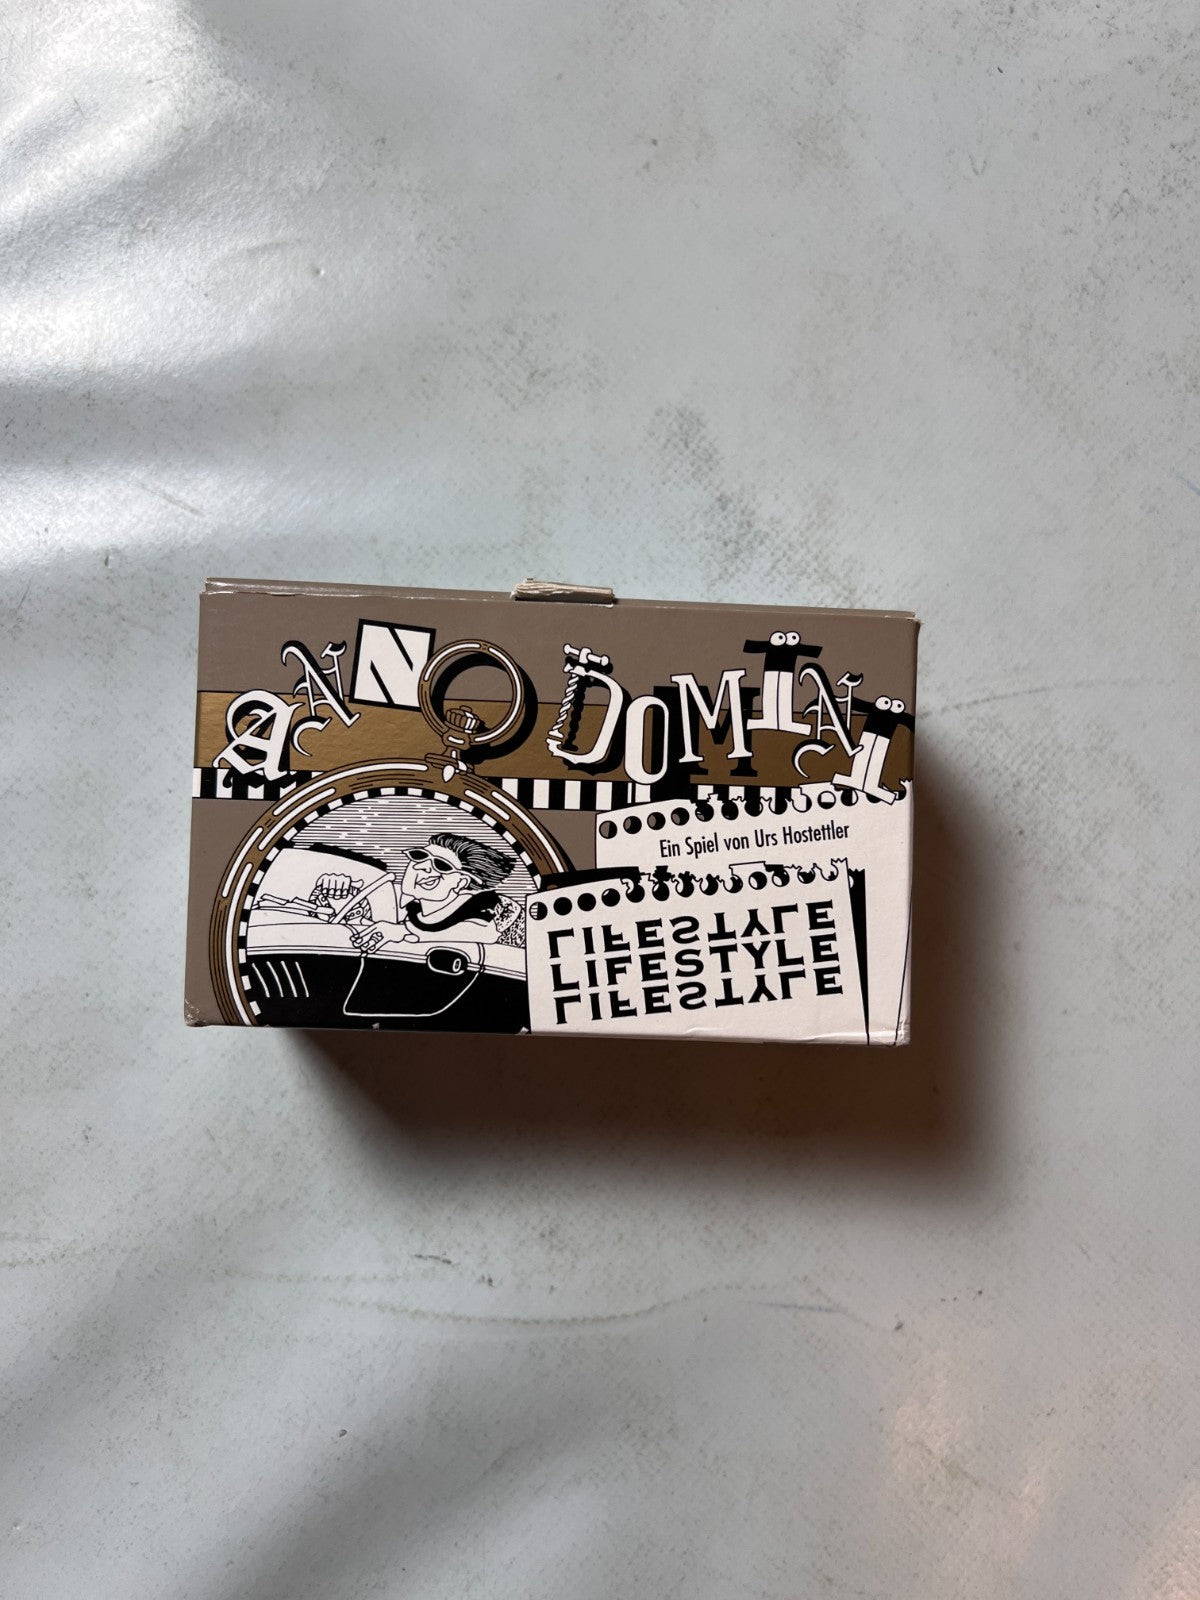 ANNO DOMINI
Ein Spiel von Urs Hostettler
LIFESTYLE
LIFESTYLE
LIFESTYLE